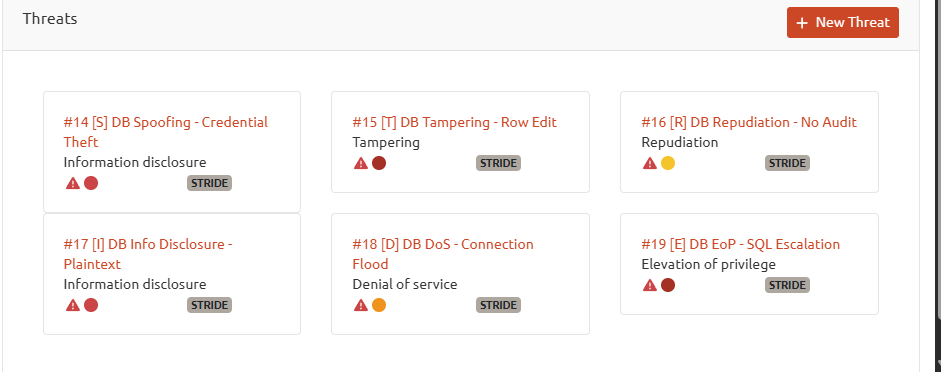 Threats
+ New Threat
#14 [S] DB Spoofing - Credential
Theft
Information disclosure
STRIDE
#15 [T] DB Tampering - Row Edit
Tampering
STRIDE
#16 [R] DB Repudiation - No Audit
Repudiation
STRIDE
#17 [I] DB Info Disclosure -
Plaintext
Information disclosure
STRIDE
#18 [D] DB DoS - Connection
Flood
Denial of service
STRIDE
#19 [E] DB EoP - SQL Escalation
Elevation of privilege
STRIDE